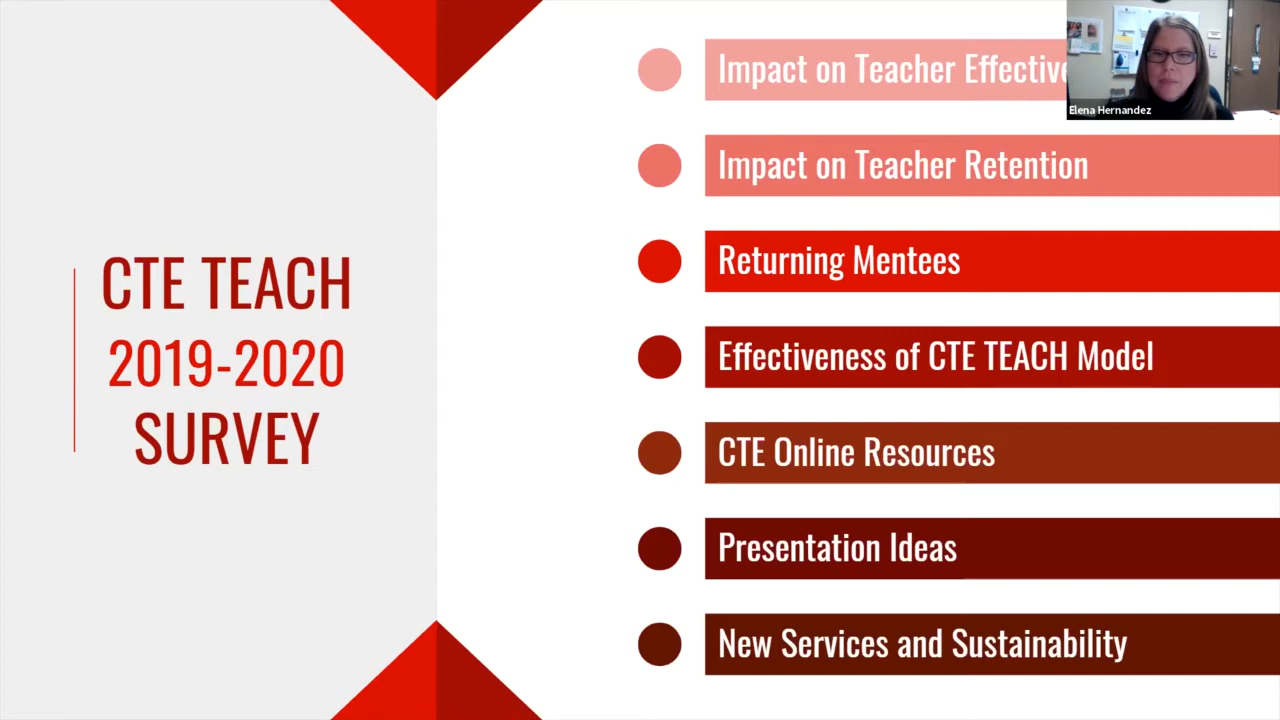 CTE TEACH
2019-2020
SURVEY
Impact on Teacher Effective
Elena Hernandez
Impact on Teacher Retention
Returning Mentees
Effectiveness of CTE TEACH Model
CTE Online Resources
Presentation Ideas
New Services and Sustainability